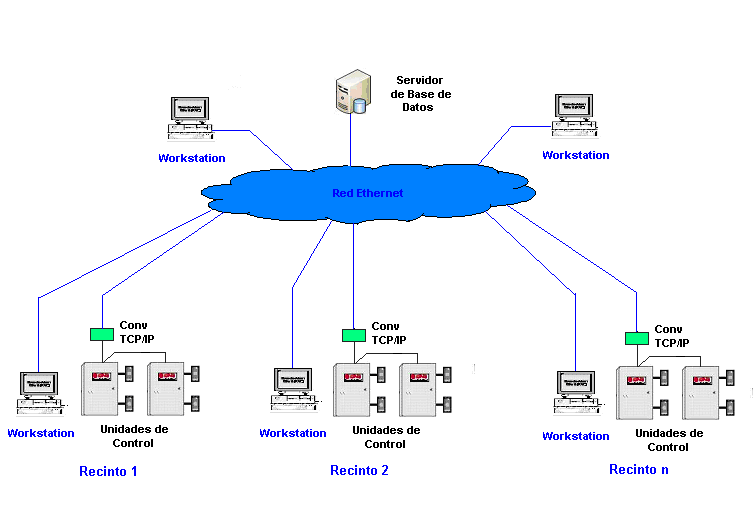 Servidor
de Base de
Datos
Workstation
Workstation
Red Ethernet
Conv
TCP/IP
Conv
TCP/IP
Conv
TCP/IP
Workstation
Unidades de
Control
Workstation
Unidades de
Control
Workstation
Unidades de
Control
Recinto 1
Recinto 2
Recinto n